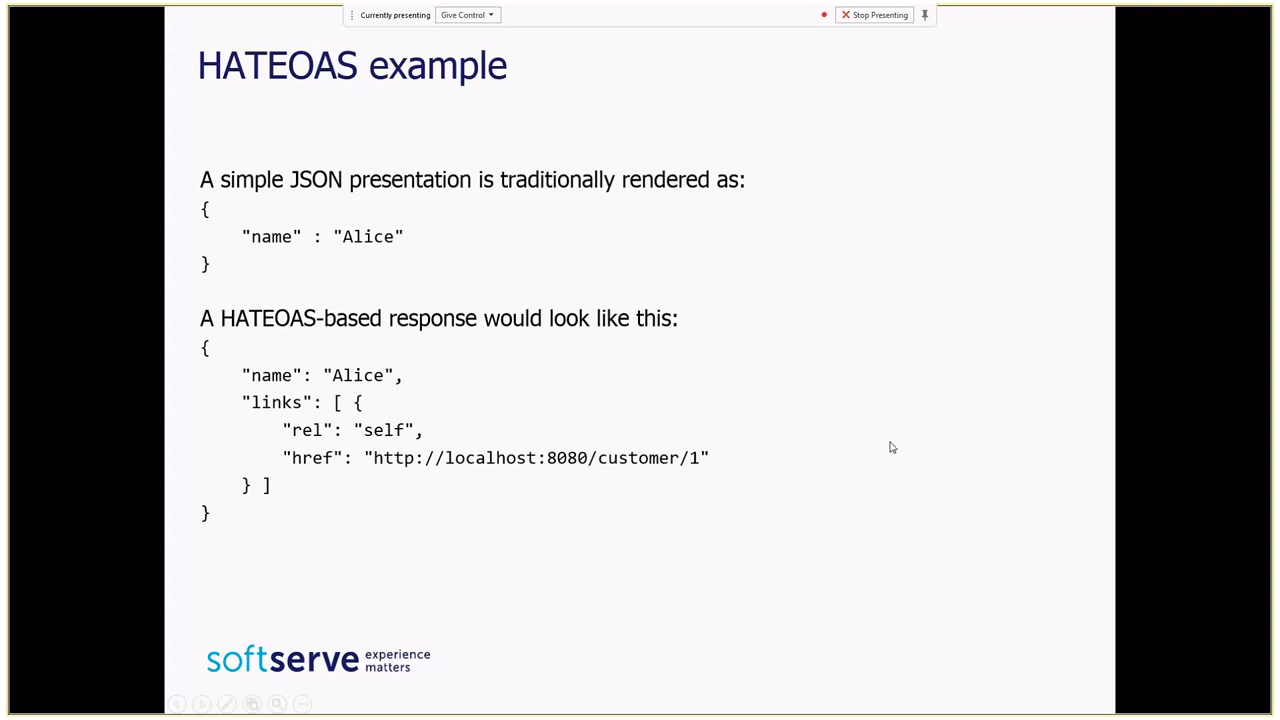 Currently presenting Give Control Stop Presenting
HATEOAS example
A simple JSON presentation is traditionally rendered as:
{
"name" : "Alice"
}
A HATEOAS-based response would look like this:
{
"name": "Alice",
"links": [ {
"rel": "self",
"href": "http://localhost:8080/customer/1"
} ]
}
softserve experience
matters